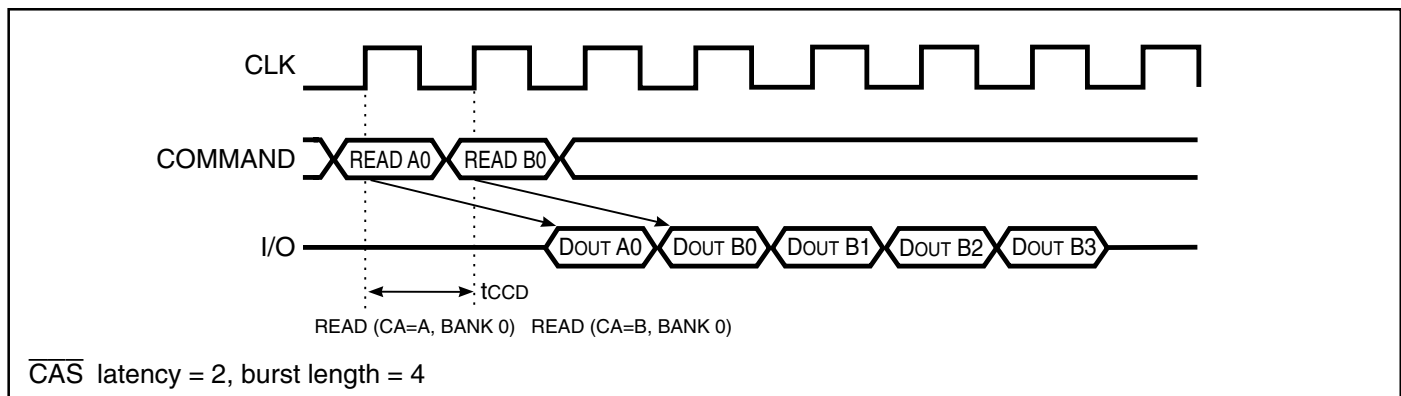 CLK
COMMAND READ A0 READ B0
I/O DOUT A0 DOUT B0 DOUT B1 DOUT B2 DOUT B3
tCCD
READ (CA=A, BANK 0) READ (CA=B, BANK 0)
CAS latency = 2, burst length = 4